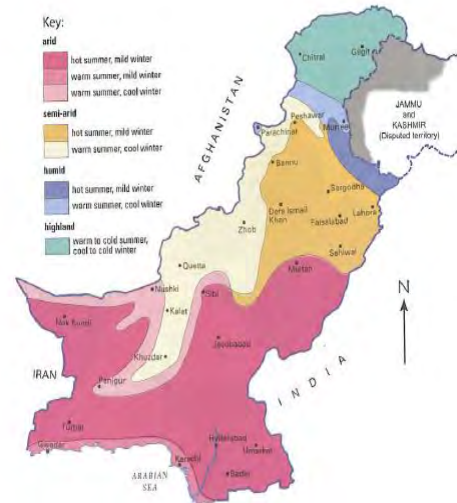 Key:
arid
hot summer, mild winter
warm summer, mild winter
warm summer, cool winter
semi-arid
hot summer, mild winter
warm summer, cool winter
humid
hot summer, mild winter
warm summer, cool winter
highland
warm to cold summer,
cool to cold winter
AFGHANISTAN
Chitral
Gilgit
JAMMU
and
KASHMIR
(Disputed territory)
Peshawar
Murree
Parachinar
Bannu
Sargodha
Dera Ismail
Khan
Faisalabad
Lahore
Zhob
Sahiwal
Quetta
Multan
N
Nushki
Sibi
Nok Kundi
Kalat
Jacobabad
Khuzdar
IRAN
Panjgur
INDIA
Turbat
Gwadar
Hyderabad
Umarkot
Karachi
ARABIAN
SEA
Badin